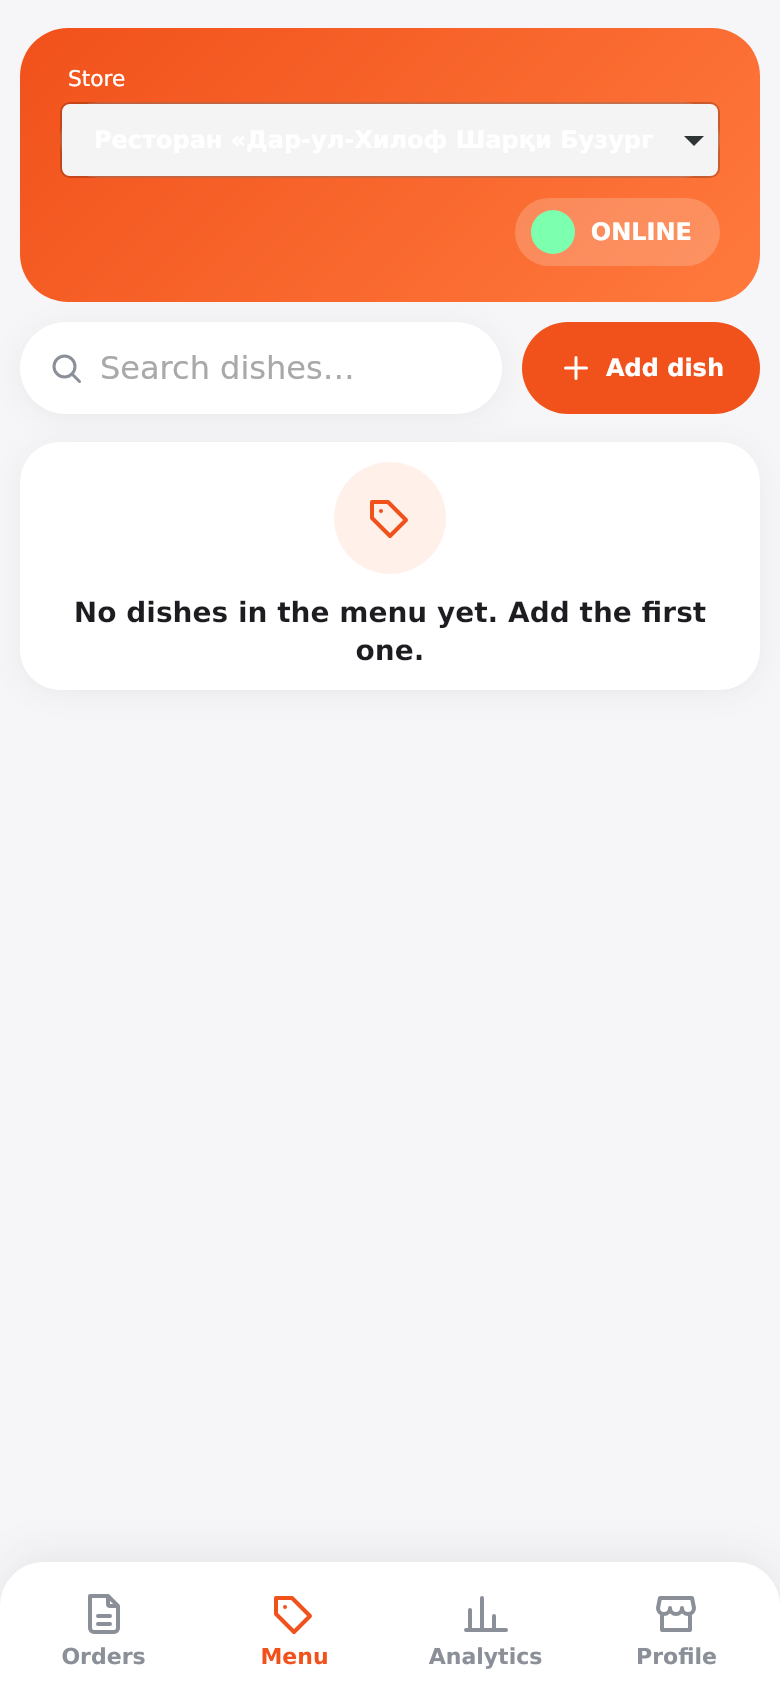 Store
Ресторан «Дар-ул-Хилоф Шарқи Бузург
ONLINE
Search dishes...
Add dish
No dishes in the menu yet. Add the first
one.
Orders
Menu
Analytics
Profile